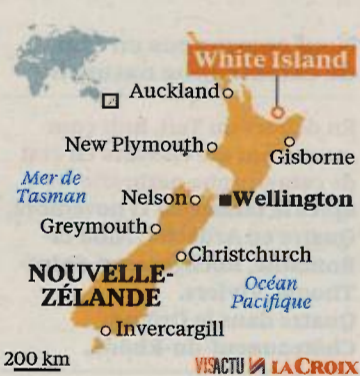 White Island
Auckland
New Plymouth
Gisborne
Mer de
Tasman
Nelson
Wellington
Greymouth
Christchurch
NOUVELLE-
ZÉLANDE
Océan
Pacifique
Invercargill
200 km
VISACTU LA CROIX